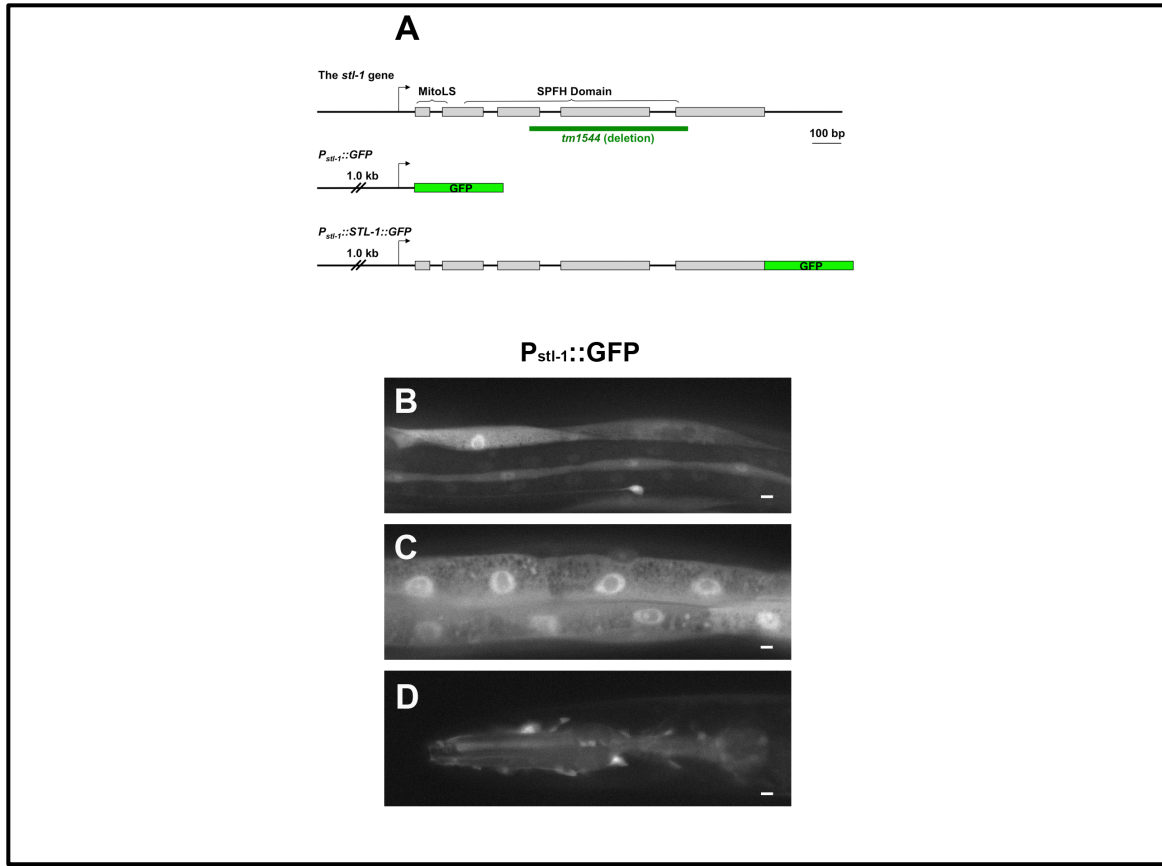 A
The stl-1 gene
MitoLS
SPFH Domain
tm1544 (deletion)
100 bp
Pstl-1::GFP
1.0 kb
GFP
Pstl-1::STL-1::GFP
1.0 kb
GFP
Pstl-1::GFP
B
C
D